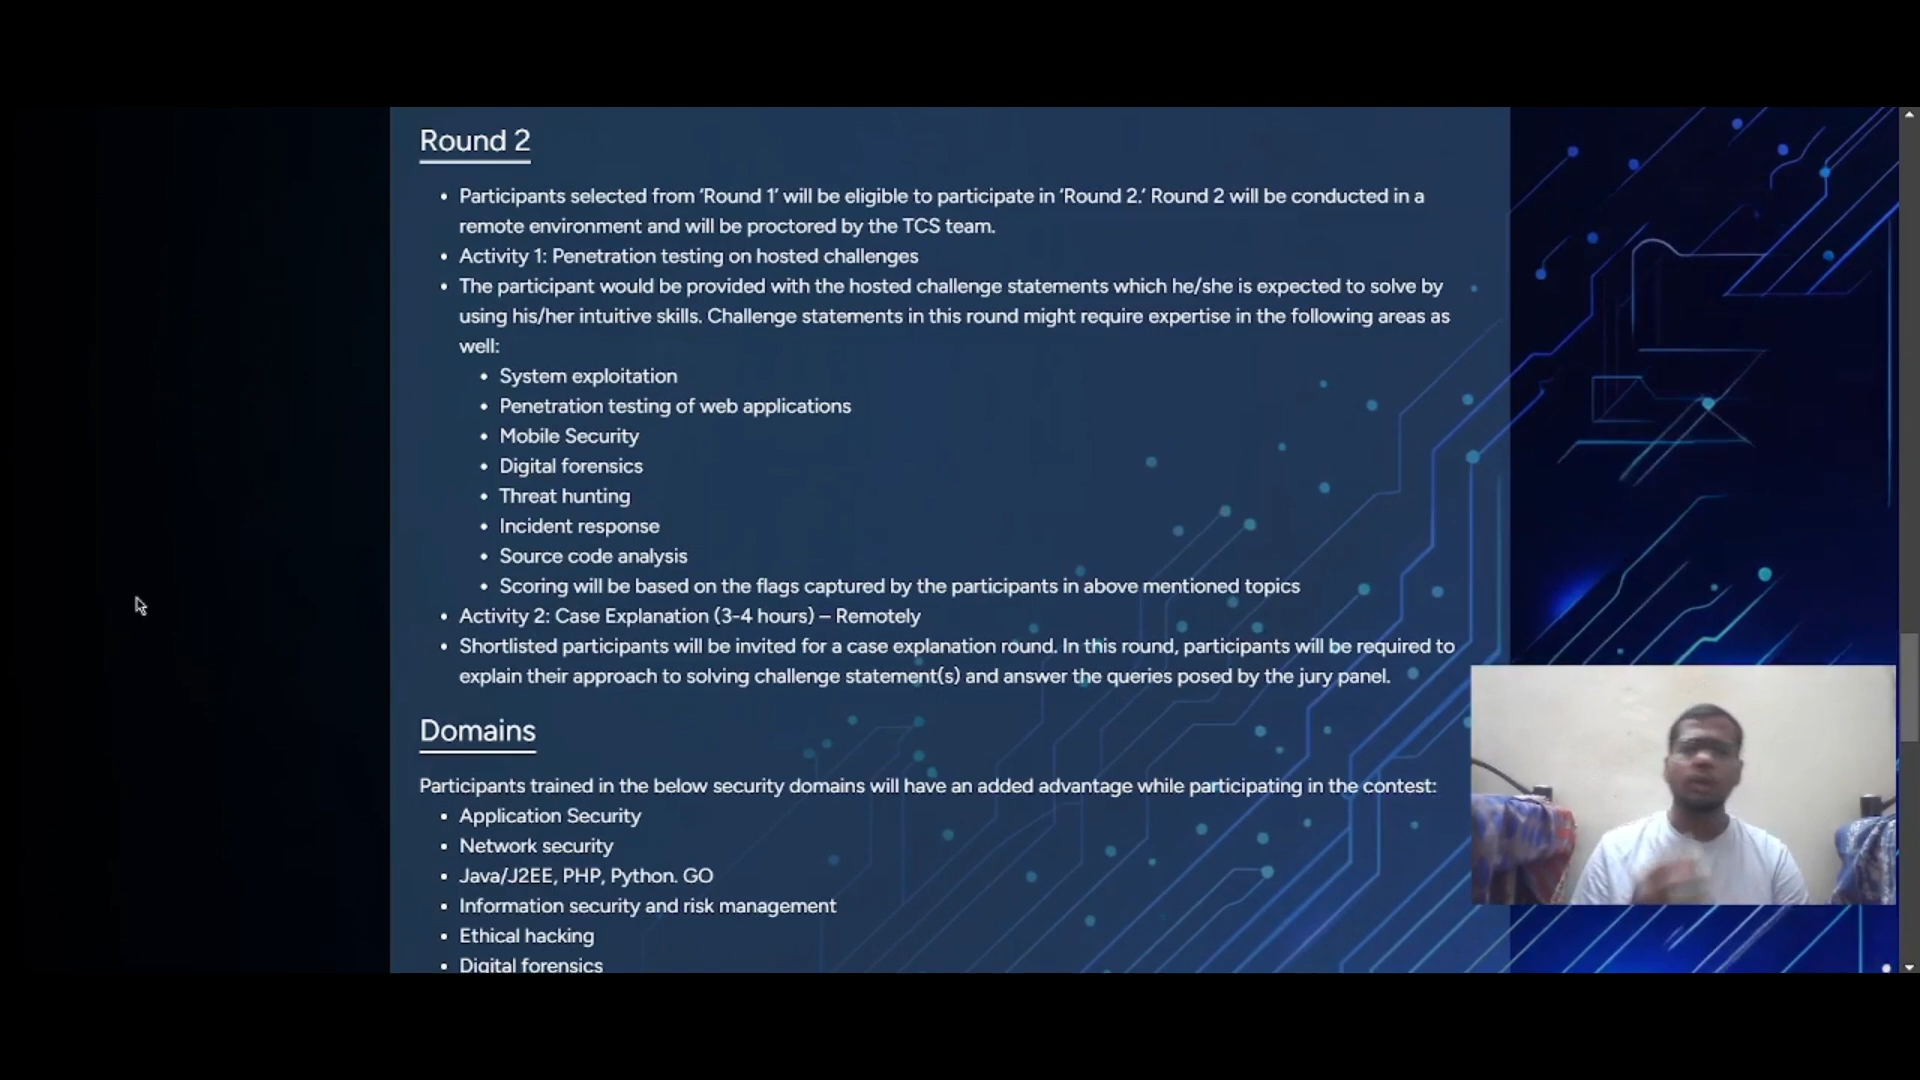 Round 2
• Participants selected from ‘Round 1’ will be eligible to participate in ‘Round 2.’ Round 2 will be conducted in a
remote environment and will be proctored by the TCS team.
• Activity 1: Penetration testing on hosted challenges
• The participant would be provided with the hosted challenge statements which he/she is expected to solve by
using his/her intuitive skills. Challenge statements in this round might require expertise in the following areas as
well:
• System exploitation
• Penetration testing of web applications
• Mobile Security
• Digital forensics
• Threat hunting
• Incident response
• Source code analysis
• Scoring will be based on the flags captured by the participants in above mentioned topics
• Activity 2: Case Explanation (3-4 hours) – Remotely
• Shortlisted participants will be invited for a case explanation round. In this round, participants will be required to
explain their approach to solving challenge statement(s) and answer the queries posed by the jury panel.
Domains
Participants trained in the below security domains will have an added advantage while participating in the contest:
• Application Security
• Network security
• Java/J2EE, PHP, Python. GO
• Information security and risk management
• Ethical hacking
• Digital forensics